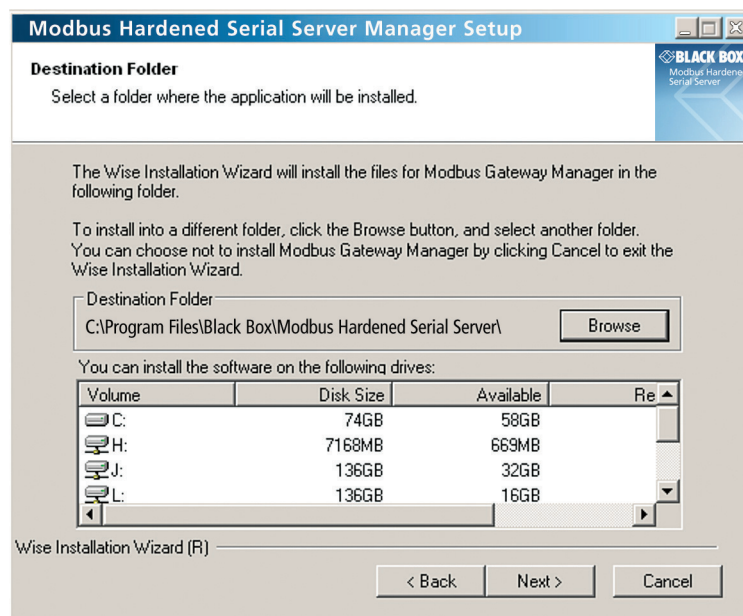 Modbus Hardened Serial Server Manager Setup
BLACK BOX
Modbus Hardene
Serial Server
Destination Folder
Select a folder where the application will be installed.
The Wise Installation Wizard will install the files for Modbus Gateway Manager in the
following folder.
To install into a different folder, click the Browse button, and select another folder.
You can choose not to install Modbus Gateway Manager by clicking Cancel to exit the
Wise Installation Wizard.
Destination Folder
C:\Program Files\Black Box\Modbus Hardened Serial Server\ Browse
You can install the software on the following drives:
Volume Disk Size Available Re
C: 74GB 58GB
H: 7168MB 669MB
J: 136GB 32GB
L: 136GB 16GB
Wise Installation Wizard (R)
< Back Next > Cancel